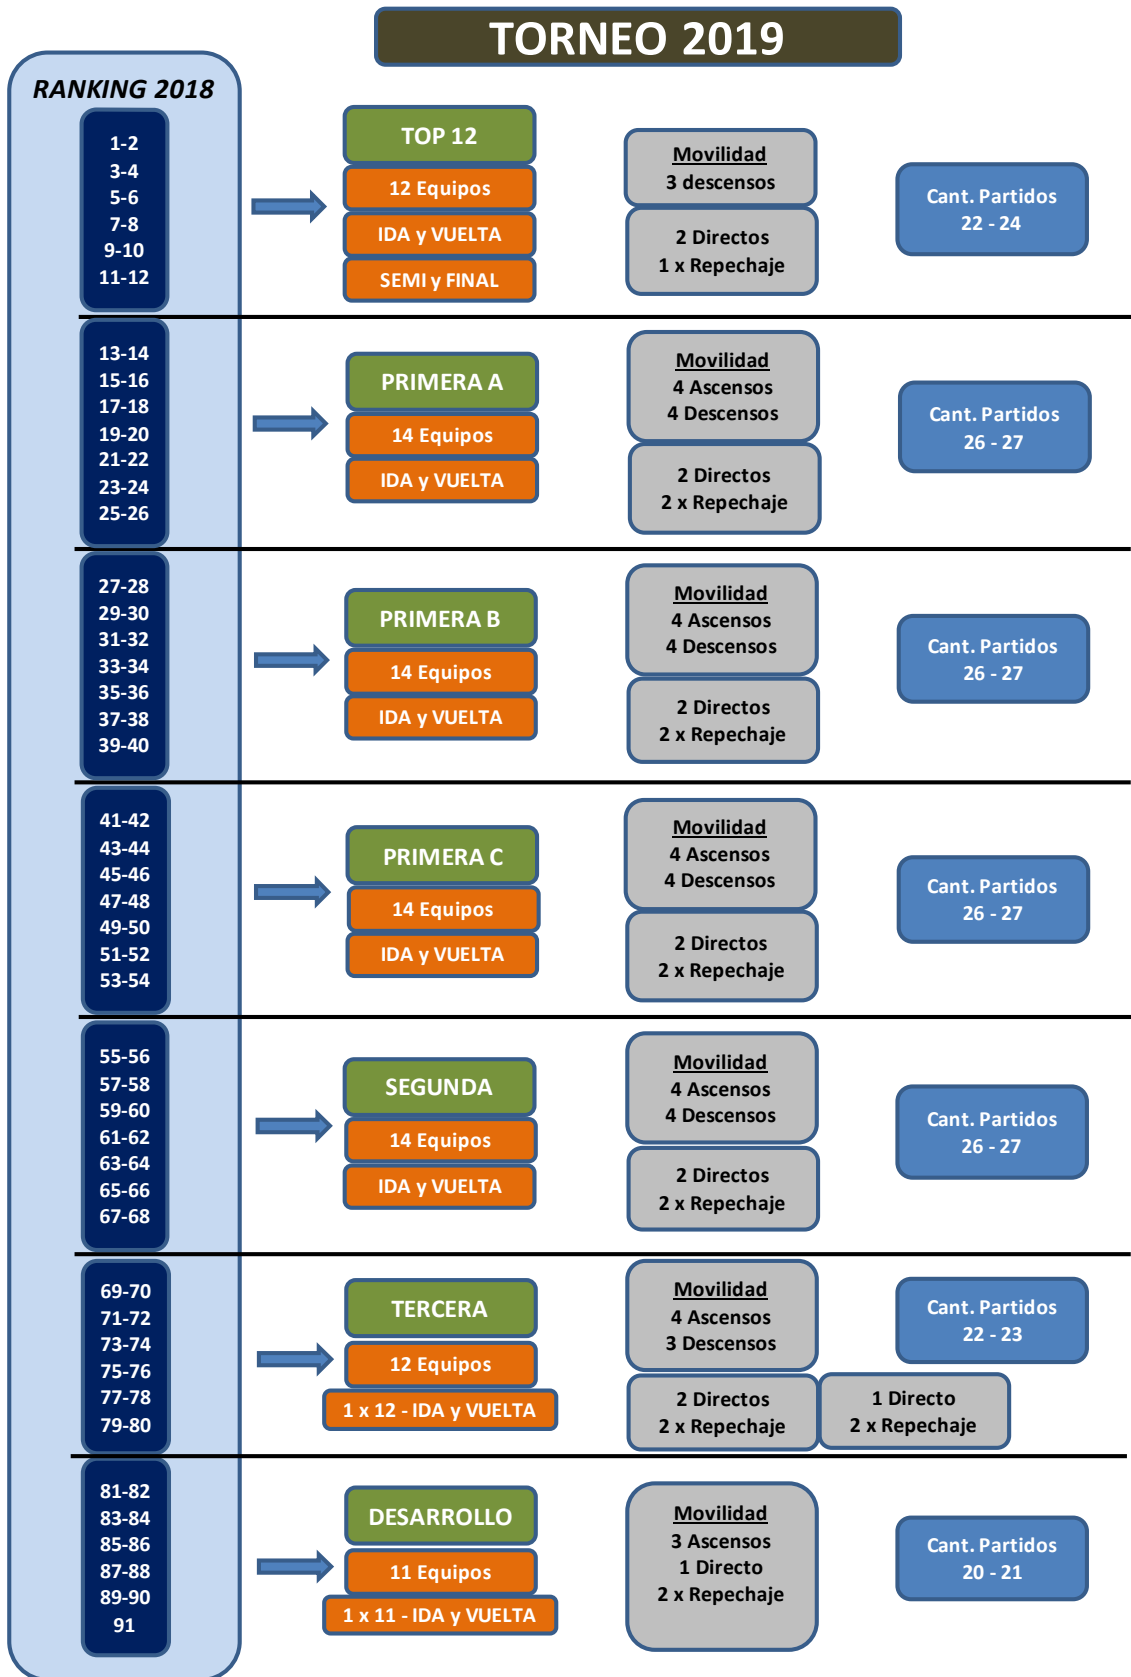 TORNEO 2019
RANKING 2018
1-2
3-4
5-6
7-8
9-10
11-12
TOP 12
12 Equipos
IDA y VUELTA
SEMI y FINAL
Movilidad
3 descensos
2 Directos
1 x Repechaje
Cant. Partidos
22 - 24
13-14
15-16
17-18
19-20
21-22
23-24
25-26
PRIMERA A
14 Equipos
IDA y VUELTA
Movilidad
4 Ascensos
4 Descensos
2 Directos
2 x Repechaje
Cant. Partidos
26 - 27
27-28
29-30
31-32
33-34
35-36
37-38
39-40
PRIMERA B
14 Equipos
IDA y VUELTA
Movilidad
4 Ascensos
4 Descensos
2 Directos
2 x Repechaje
Cant. Partidos
26 - 27
41-42
43-44
45-46
47-48
49-50
51-52
53-54
PRIMERA C
14 Equipos
IDA y VUELTA
Movilidad
4 Ascensos
4 Descensos
2 Directos
2 x Repechaje
Cant. Partidos
26 - 27
55-56
57-58
59-60
61-62
63-64
65-66
67-68
SEGUNDA
14 Equipos
IDA y VUELTA
Movilidad
4 Ascensos
4 Descensos
2 Directos
2 x Repechaje
Cant. Partidos
26 - 27
69-70
71-72
73-74
75-76
77-78
79-80
TERCERA
12 Equipos
1 x 12 - IDA y VUELTA
Movilidad
4 Ascensos
3 Descensos
2 Directos
2 x Repechaje
1 Directo
2 x Repechaje
Cant. Partidos
22 - 23
81-82
83-84
85-86
87-88
89-90
91
DESARROLLO
11 Equipos
1 x 11 - IDA y VUELTA
Movilidad
3 Ascensos
1 Directo
2 x Repechaje
Cant. Partidos
20 - 21